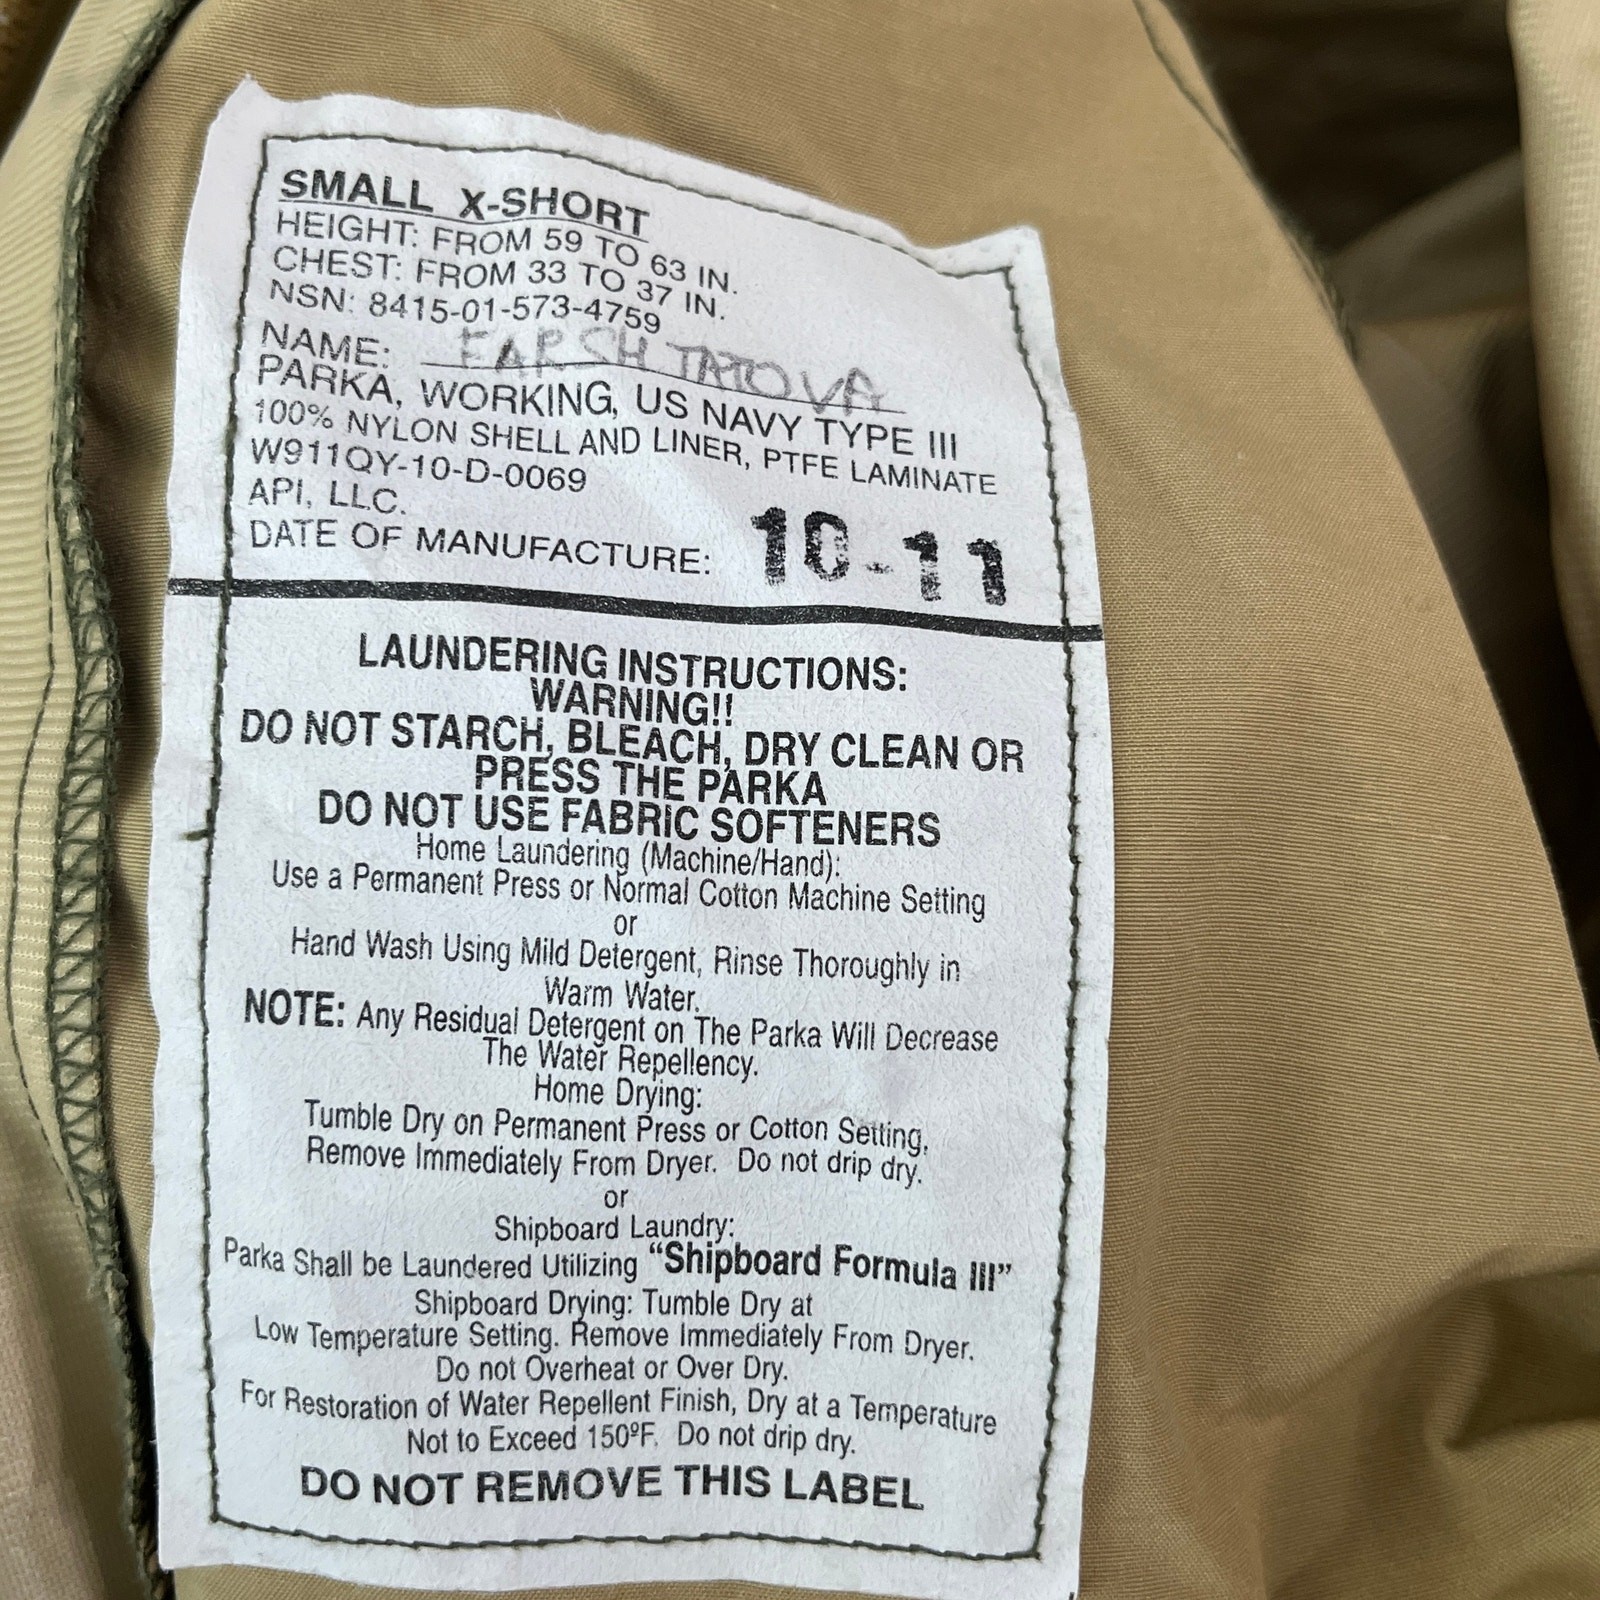 SMALL X-SHORT
HEIGHT: FROM 59 TO 63 IN.
CHEST: FROM 33 TO 37 IN.
NSN: 8415-01-573-4759
NAME: FARSHTATOVA
PARKA, WORKING, US NAVY TYPE III
100% NYLON SHELL AND LINER, PTFE LAMINATE
W911QY-10-D-0069
API, LLC.
DATE OF MANUFACTURE: 10-11
LAUNDERING INSTRUCTIONS:
WARNING!!
DO NOT STARCH, BLEACH, DRY CLEAN OR
PRESS THE PARKA
DO NOT USE FABRIC SOFTENERS
Home Laundering (Machine/Hand):
Use a Permanent Press or Normal Cotton Machine Setting
or
Hand Wash Using Mild Detergent, Rinse Thoroughly in
Warm Water.
NOTE: Any Residual Detergent on The Parka Will Decrease
The Water Repellency.
Home Drying:
Tumble Dry on Permanent Press or Cotton Setting,
Remove Immediately From Dryer. Do not drip dry.
or
Shipboard Laundry:
Parka Shall be Laundered Utilizing "Shipboard Formula III"
Shipboard Drying: Tumble Dry at
Low Temperature Setting. Remove Immediately From Dryer.
Do not Overheat or Over Dry.
For Restoration of Water Repellent Finish, Dry at a Temperature
Not to Exceed 150ºF. Do not drip dry.
DO NOT REMOVE THIS LABEL